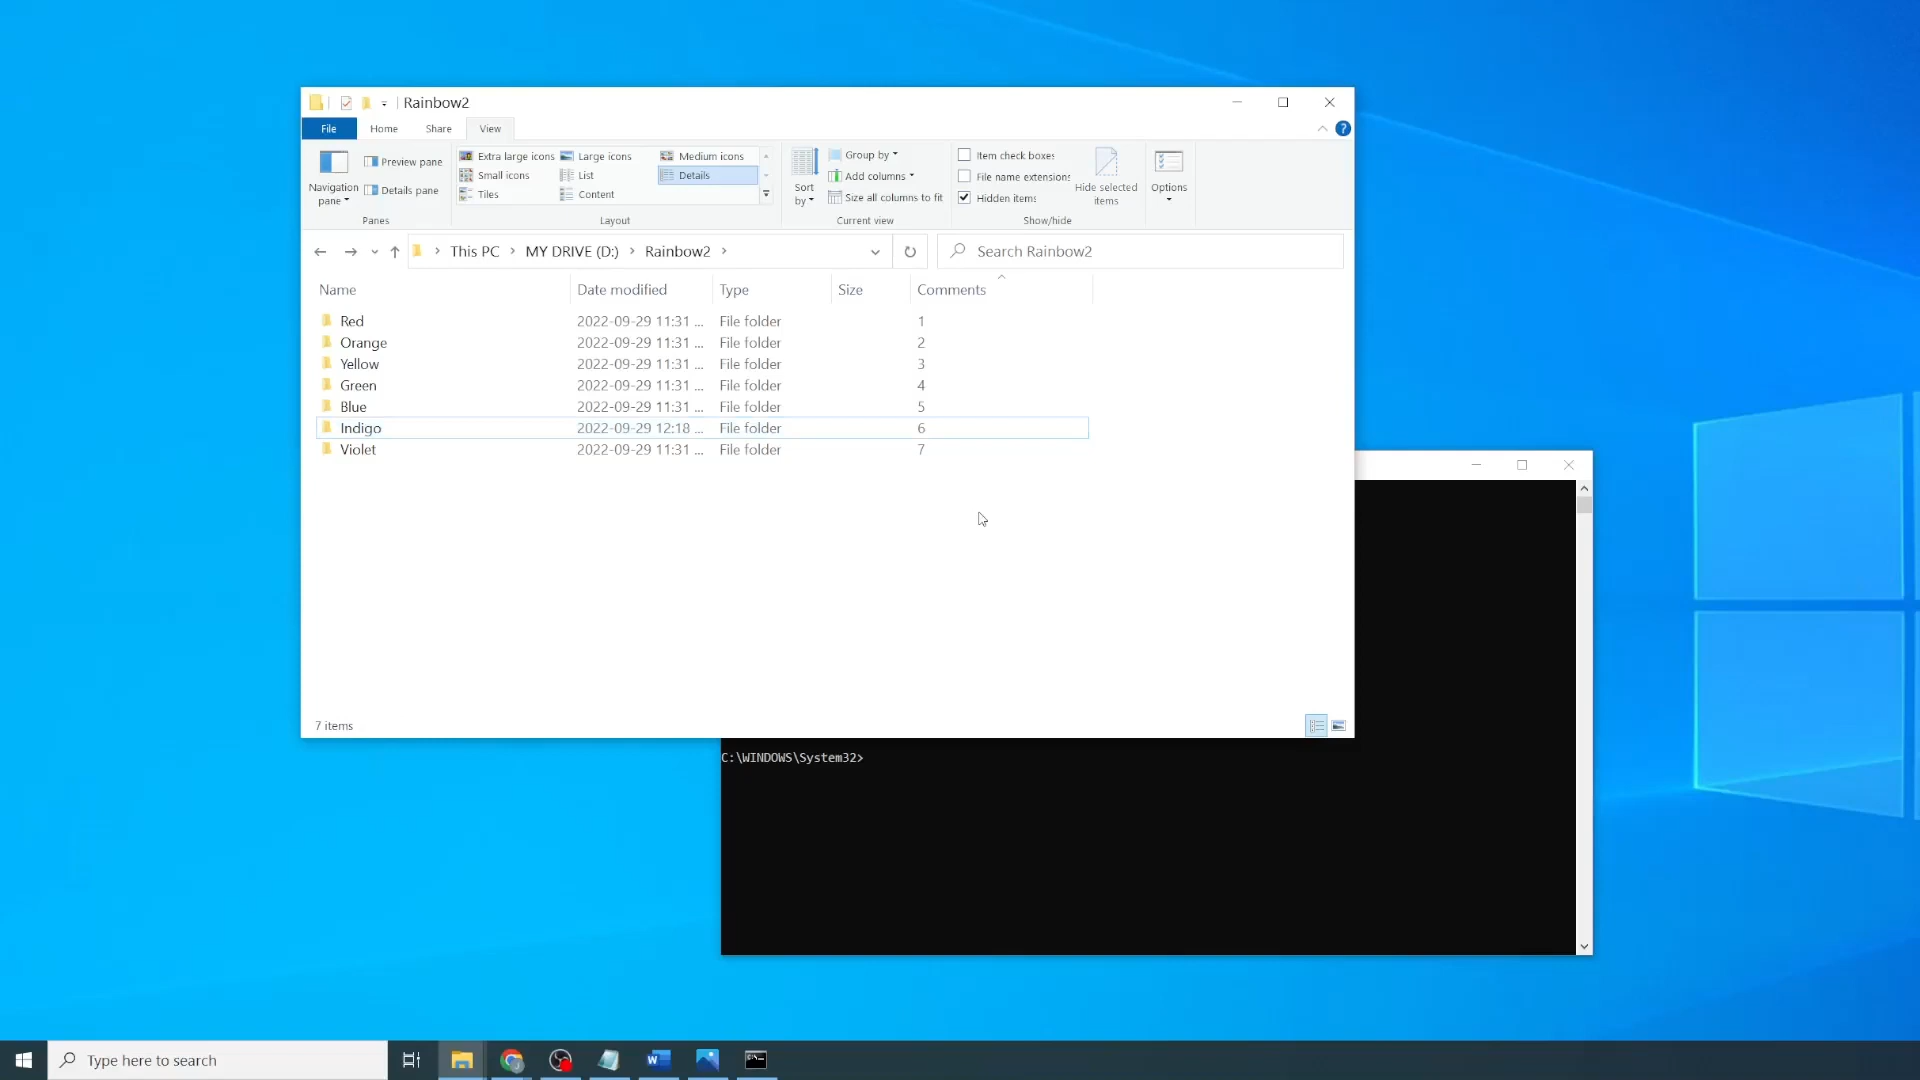 Rainbow2
File Home Share View
Navigation pane
Preview pane
Details pane
Panes
Extra large icons Large icons Medium icons
Small icons List Details
Tiles Content
Layout
Sort by
Group by
Add columns
Size all columns to fit
Current view
Item check boxes
File name extensions
Hidden items
Hide selected items
Show/hide
Options
This PC > MY DRIVE (D:) > Rainbow2 >
Search Rainbow2
Name Date modified Type Size Comments
Red 2022-09-29 11:31 ... File folder 1
Orange 2022-09-29 11:31 ... File folder 2
Yellow 2022-09-29 11:31 ... File folder 3
Green 2022-09-29 11:31 ... File folder 4
Blue 2022-09-29 11:31 ... File folder 5
Indigo 2022-09-29 12:18 ... File folder 6
Violet 2022-09-29 11:31 ... File folder 7
7 items
C:\WINDOWS\System32>
Type here to search